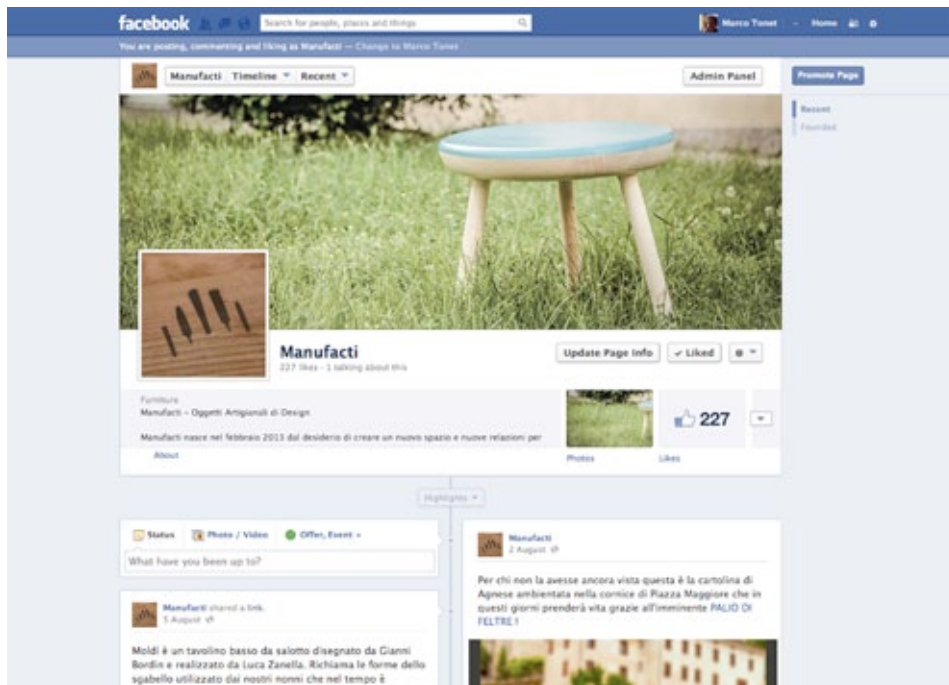 facebook
Search for people, places and things
Marco Tonet
Home
You are posting, commenting and liking as Manufacti — Change to Marco Tonet
Manufacti Timeline Recent
Admin Panel
Promote Page
Recent
Founded
Manufacti
227 likes · 1 talking about this
Update Page Info
✓ Liked
Furniture
Manufacti - Oggetti Artigianali di Design
Manufacti nasce nel febbraio 2013 dal desiderio di creare un nuovo spazio e nuove relazioni per
About
227
Photos
Likes
Highlights
Status
Photo / Video
Offer, Event +
What have you been up to?
Manufacti shared a link.
5 August
Moldi è un tavolino basso da salotto disegnato da Gianni
Bordin e realizzato da Luca Zanella. Richiama le forme dello
sgabello utilizzato dai nostri nonni che nel tempo è
Manufacti
2 August
Per chi non la avesse ancora vista questa è la cartolina di
Agnese ambientata nella cornice di Piazza Maggiore che in
questi giorni prenderà vita grazie all'imminente PALIO DI
FELTRE !